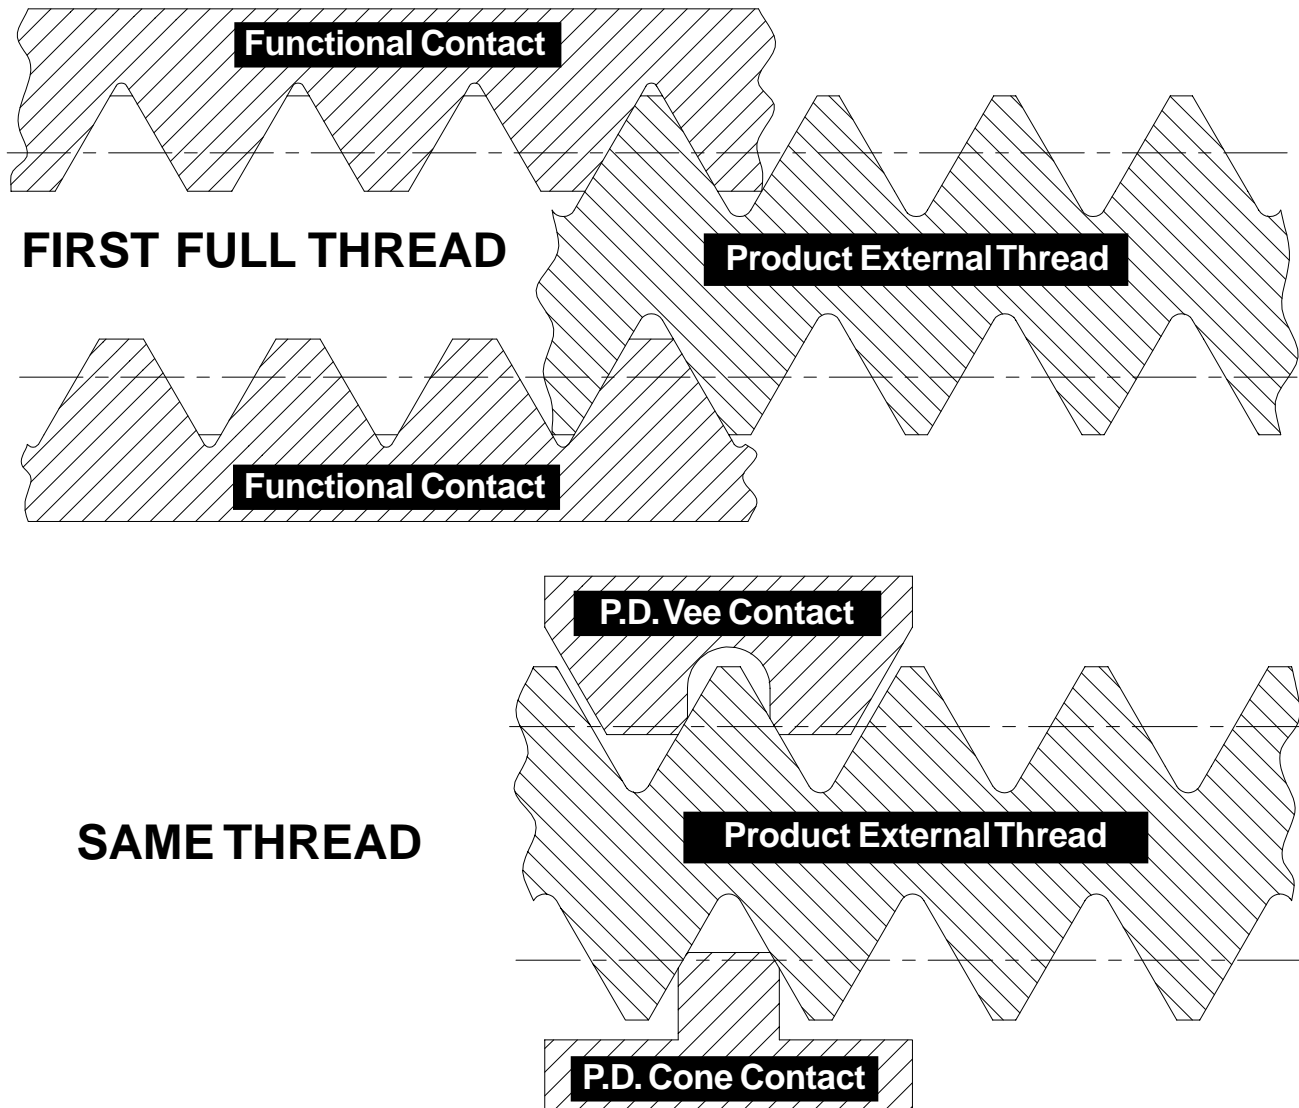 Functional Contact
FIRST FULL THREAD
Product External Thread
Functional Contact
P.D. Vee Contact
SAME THREAD
Product External Thread
P.D. Cone Contact